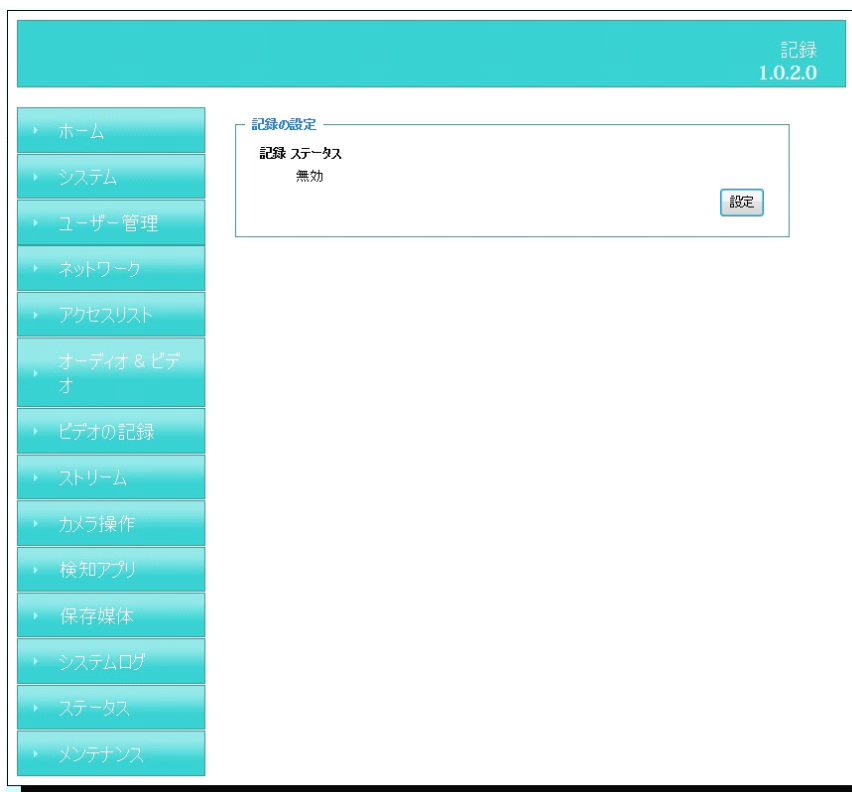 記録
1.0.2.0
ホーム
システム
ユーザー管理
ネットワーク
アクセスリスト
オーディオ & ビデ
オ
ビデオの記録
ストリーム
カメラ操作
検知アプリ
保存媒体
システムログ
ステータス
メンテナンス
記録の設定
記録 ステータス
無効
設定